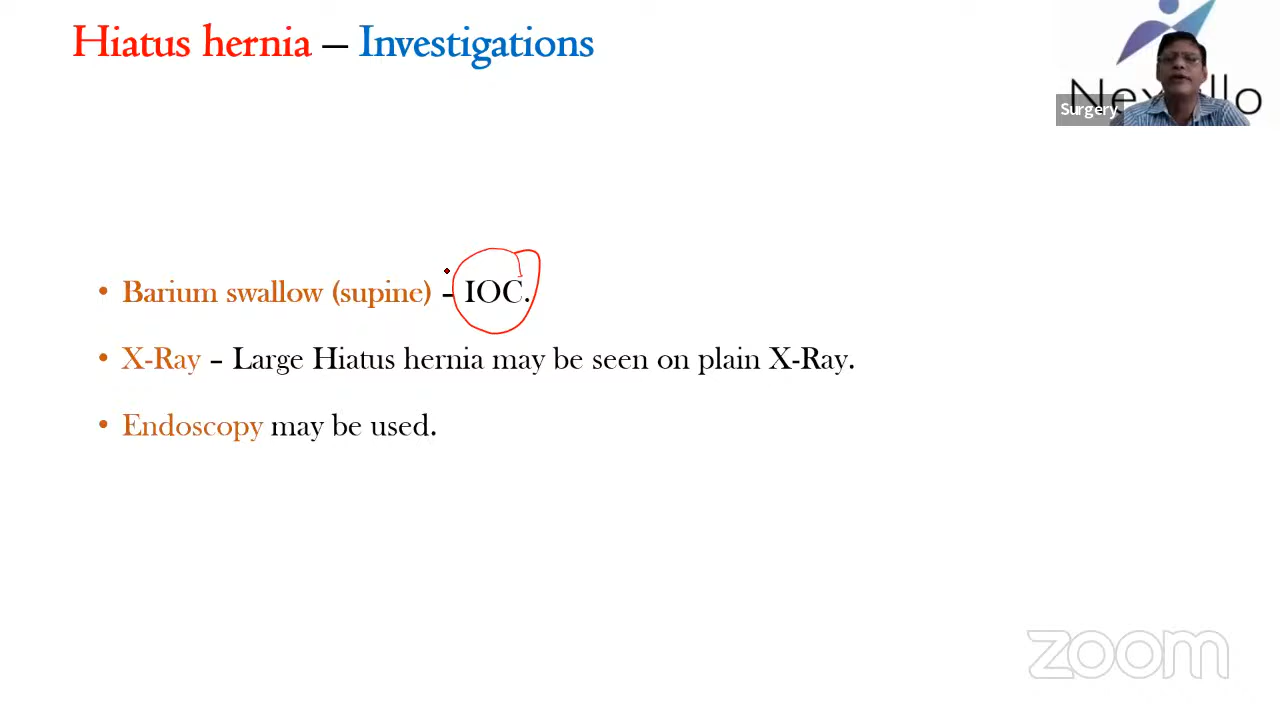 Hiatus hernia – Investigations
Surgery
• Barium swallow (supine) – IOC.
• X-Ray – Large Hiatus hernia may be seen on plain X-Ray.
• Endoscopy may be used.
zoom